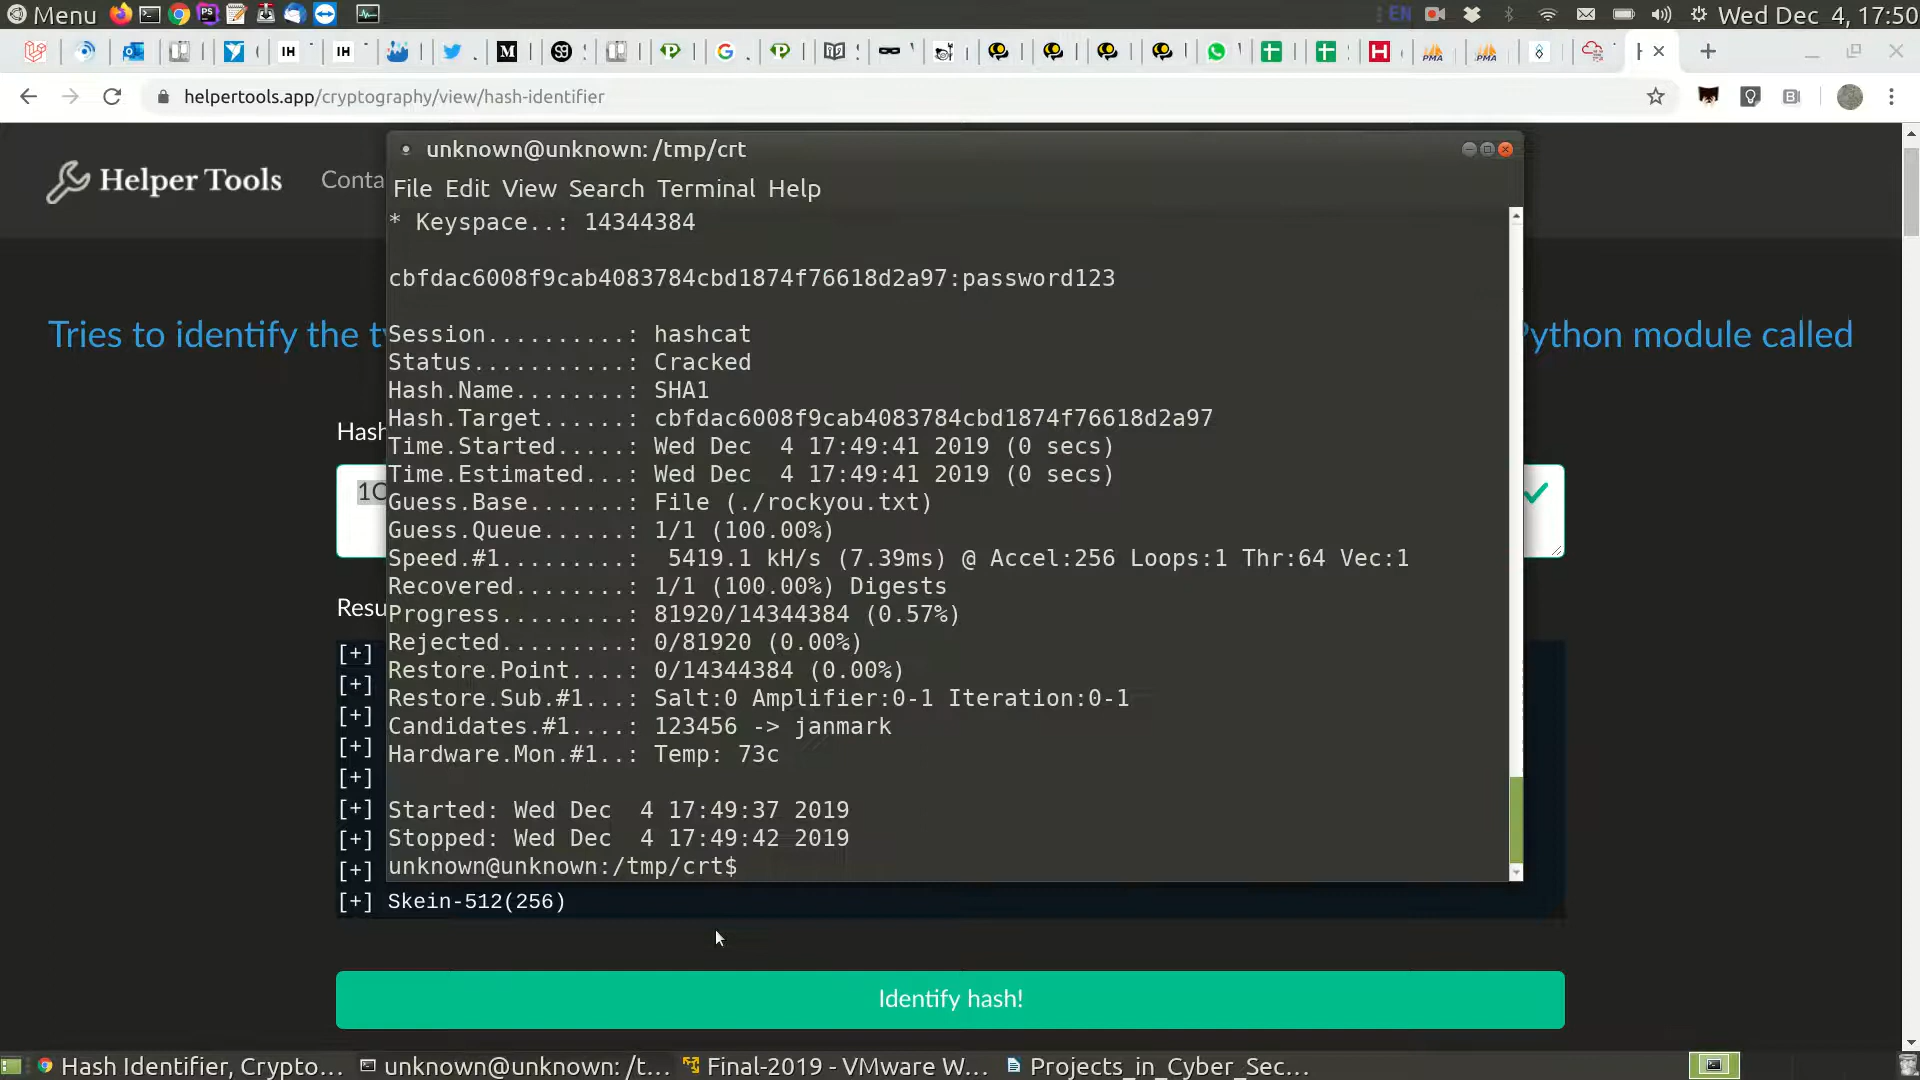 Menu
EN
Wed Dec 4, 17:50
IH
IH
M
G
H
PMA
PMA
helpertools.app/cryptography/view/hash-identifier
Helper Tools
Conta
unknown@unknown: /tmp/crt
File Edit View Search Terminal Help
* Keyspace..: 14344384
cbfdac6008f9cab4083784cbd1874f76618d2a97:password123
Tries to identify the ty
Python module called
Session..........: hashcat
Status...........: Cracked
Hash.Name........: SHA1
Hash.Target......: cbfdac6008f9cab4083784cbd1874f76618d2a97
Hash
Time.Started.....: Wed Dec  4 17:49:41 2019 (0 secs)
Time.Estimated...: Wed Dec  4 17:49:41 2019 (0 secs)
Guess.Base.......: File (./rockyou.txt)
Guess.Queue......: 1/1 (100.00%)
Speed.#1.........:  5419.1 kH/s (7.39ms) @ Accel:256 Loops:1 Thr:64 Vec:1
Recovered........: 1/1 (100.00%) Digests
Resu
Progress.........: 81920/14344384 (0.57%)
Rejected.........: 0/81920 (0.00%)
[+]
Restore.Point....: 0/14344384 (0.00%)
[+]
Restore.Sub.#1...: Salt:0 Amplifier:0-1 Iteration:0-1
[+]
Candidates.#1....: 123456 -> janmark
[+]
Hardware.Mon.#1..: Temp: 73c
[+]
[+]
Started: Wed Dec  4 17:49:37 2019
[+]
Stopped: Wed Dec  4 17:49:42 2019
[+]
unknown@unknown:/tmp/crt$
[+] Skein-512(256)
Identify hash!
Hash Identifier, Crypto...
unknown@unknown: /t...
Final-2019 - VMware W...
Projects_in_Cyber_Sec...